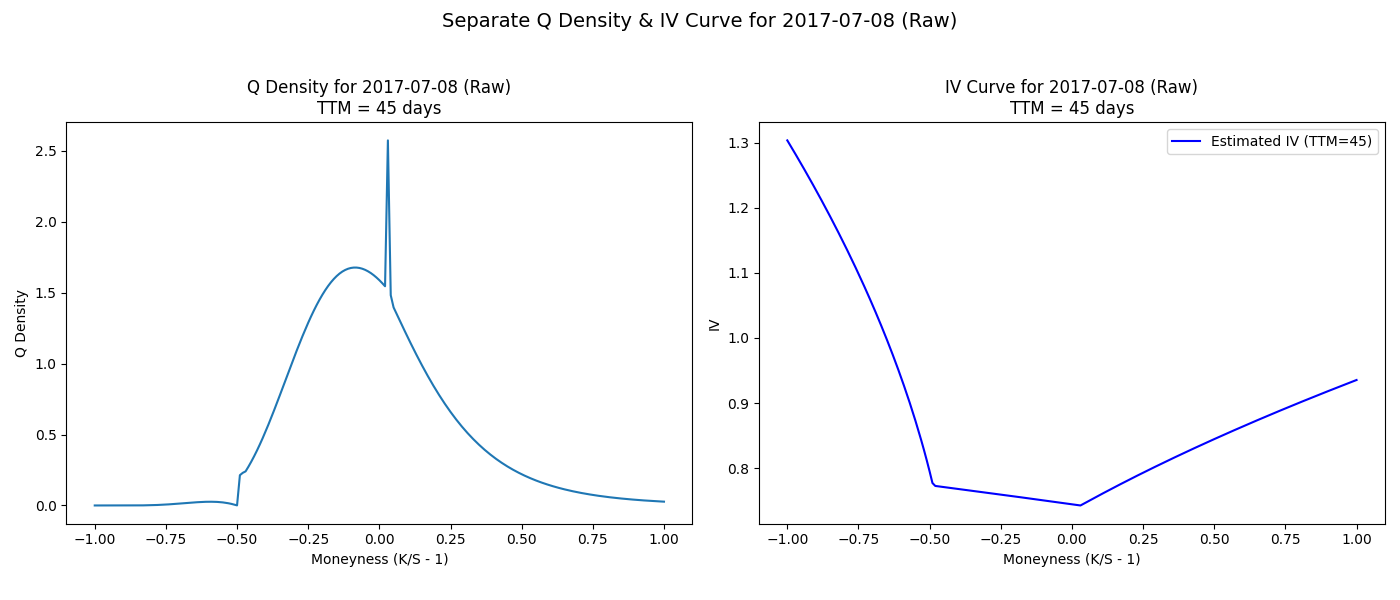 Separate Q Density & IV Curve for 2017-07-08 (Raw)
Q Density for 2017-07-08 (Raw)
TTM = 45 days
2.5
2.0
1.5
1.0
0.5
0.0
Q Density
−1.00 −0.75 −0.50 −0.25 0.00 0.25 0.50 0.75 1.00
Moneyness (K/S - 1)
IV Curve for 2017-07-08 (Raw)
TTM = 45 days
Estimated IV (TTM=45)
1.3
1.2
1.1
1.0
0.9
0.8
IV
−1.00 −0.75 −0.50 −0.25 0.00 0.25 0.50 0.75 1.00
Moneyness (K/S - 1)